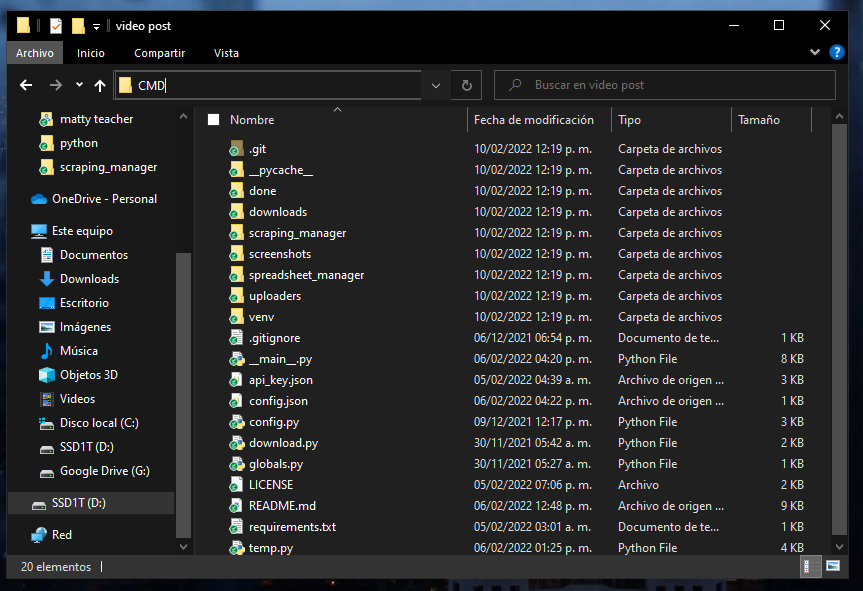 video post
Archivo Inicio Compartir Vista
CMD
Buscar en video post
matty teacher
python
scraping_manager
OneDrive - Personal
Este equipo
Documentos
Downloads
Escritorio
Imágenes
Música
Objetos 3D
Videos
Disco local (C:)
SSD1T (D:)
Google Drive (G:)
SSD1T (D:)
Red
Nombre Fecha de modificación Tipo Tamaño
.git 10/02/2022 12:19 p. m. Carpeta de archivos
__pycache__ 10/02/2022 12:19 p. m. Carpeta de archivos
done 10/02/2022 12:19 p. m. Carpeta de archivos
downloads 10/02/2022 12:19 p. m. Carpeta de archivos
scraping_manager 10/02/2022 12:19 p. m. Carpeta de archivos
screenshots 10/02/2022 12:19 p. m. Carpeta de archivos
spreadsheet_manager 10/02/2022 12:19 p. m. Carpeta de archivos
uploaders 10/02/2022 12:19 p. m. Carpeta de archivos
venv 10/02/2022 12:19 p. m. Carpeta de archivos
.gitignore 06/12/2021 06:54 p. m. Documento de te... 1 KB
__main__.py 06/02/2022 04:20 p. m. Python File 8 KB
api_key.json 05/02/2022 04:39 a. m. Archivo de origen ... 3 KB
config.json 06/02/2022 04:22 p. m. Archivo de origen ... 1 KB
config.py 09/12/2021 12:17 p. m. Python File 3 KB
download.py 30/11/2021 05:42 a. m. Python File 2 KB
globals.py 30/11/2021 05:27 a. m. Python File 1 KB
LICENSE 05/02/2022 07:06 p. m. Archivo 2 KB
README.md 06/02/2022 12:48 p. m. Archivo de origen ... 9 KB
requirements.txt 05/02/2022 03:01 a. m. Documento de te... 1 KB
temp.py 06/02/2022 01:25 p. m. Python File 4 KB
20 elementos